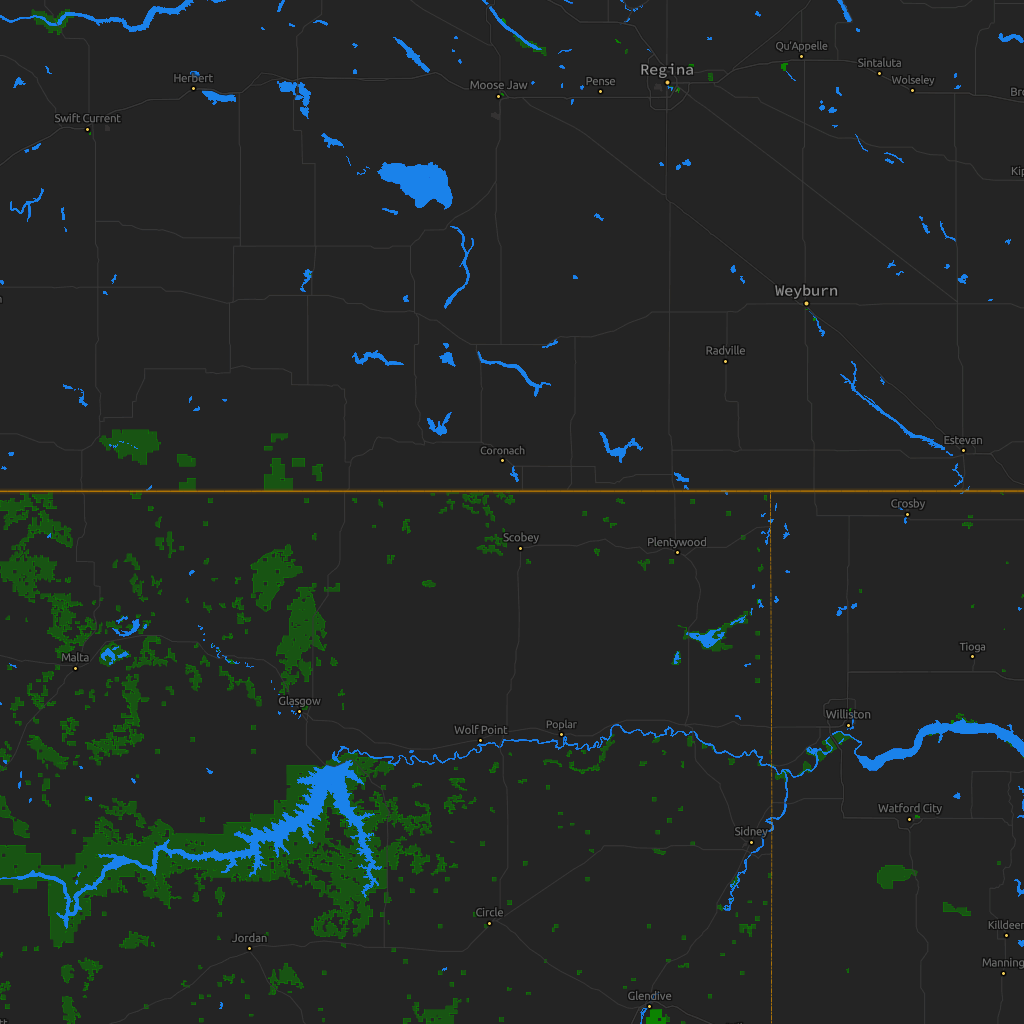 Qu'Appelle
Sintaluta
Regina
Herbert
Moose Jaw
Pense
Wolseley
Swift Current
Weyburn
Radville
Estevan
Coronach
Crosby
Scobey
Plentywood
Malta
Tioga
Glasgow
Williston
Wolf Point
Poplar
Watford City
Sidney
Circle
Killdeer
Jordan
Manning
Glendive